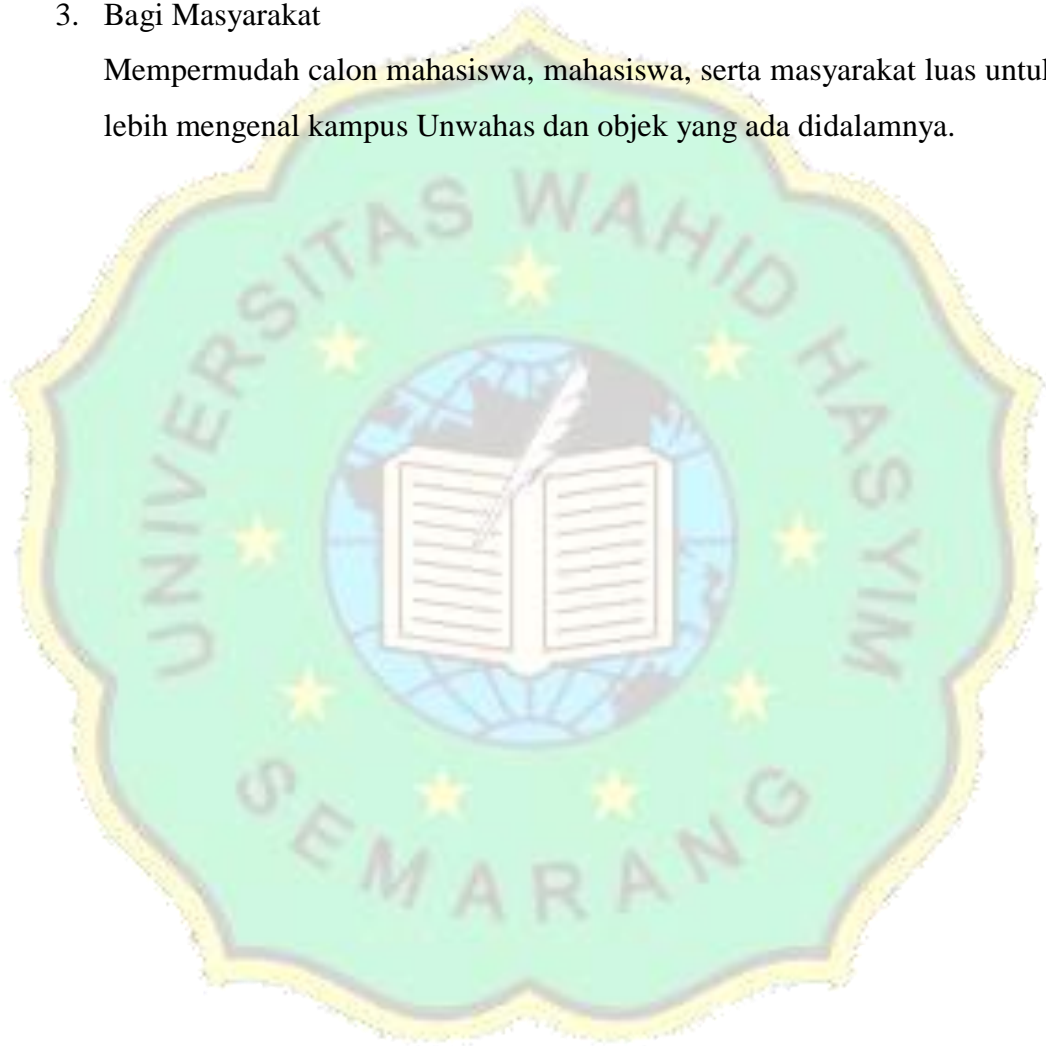 3. Bagi Masyarakat
Mempermudah calon mahasiswa, mahasiswa, serta masyarakat luas untuk
lebih mengenal kampus Unwahas dan objek yang ada didalamnya.
UNIVERSITAS WAHID HASYIM
SEMARANG